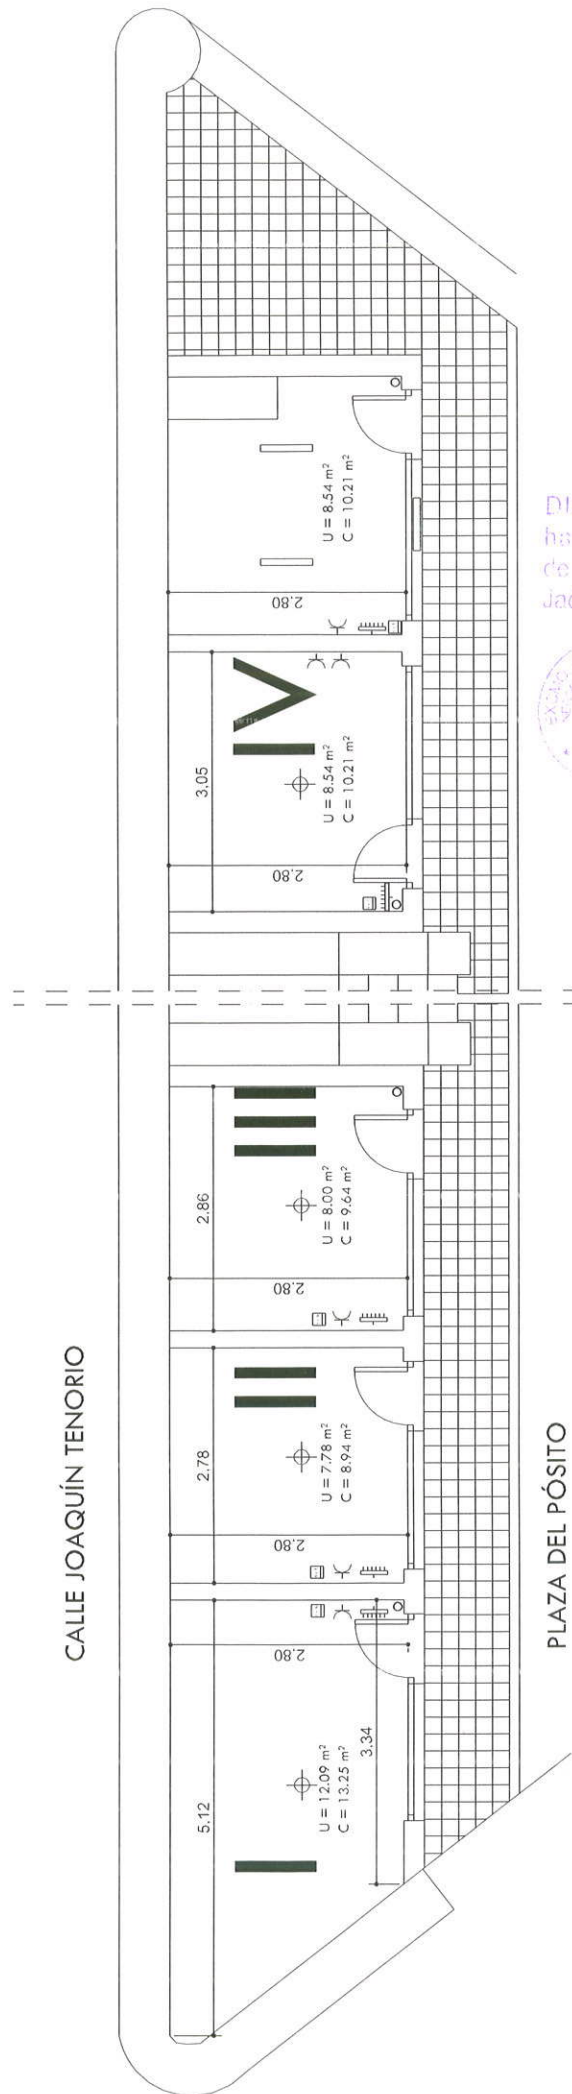 CALLE JOAQUÍN TENORIO
5.12
2.80
3.34
I
U = 12.09 m²
C = 13.25 m²
2.78
2.80
II
U = 7.78 m²
C = 8.94 m²
2.86
2.80
III
U = 8.00 m²
C = 9.64 m²
3.05
2.80
IV
U = 8.54 m²
C = 10.21 m²
2.80
U = 8.54 m²
C = 10.21 m²
PLAZA DEL PÓSITO